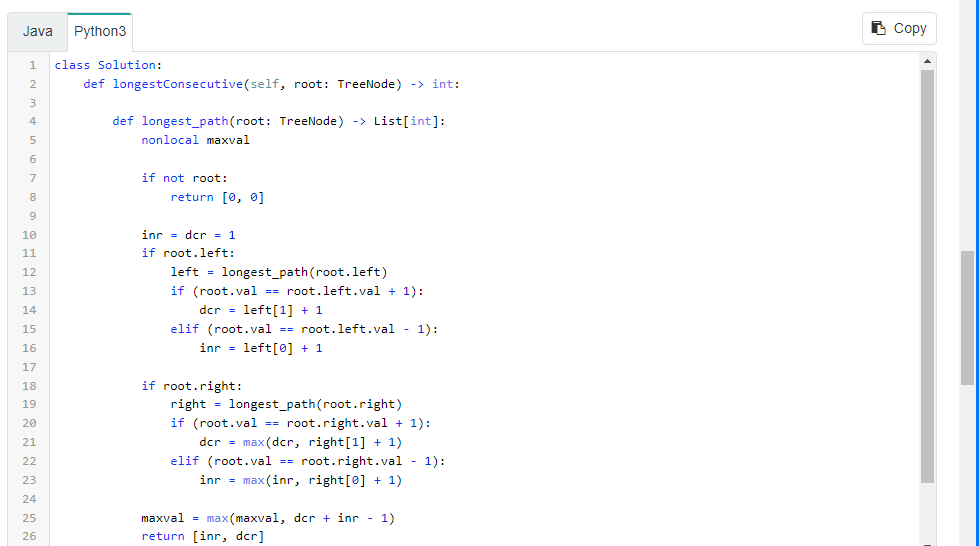 Java Python3 Copy
1 class Solution:
2     def longestConsecutive(self, root: TreeNode) -> int:
3
4         def longest_path(root: TreeNode) -> List[int]:
5             nonlocal maxval
6
7             if not root:
8                 return [0, 0]
9
10             inr = dcr = 1
11             if root.left:
12                 left = longest_path(root.left)
13                 if (root.val == root.left.val + 1):
14                     dcr = left[1] + 1
15                 elif (root.val == root.left.val - 1):
16                     inr = left[0] + 1
17
18             if root.right:
19                 right = longest_path(root.right)
20                 if (root.val == root.right.val + 1):
21                     dcr = max(dcr, right[1] + 1)
22                 elif (root.val == root.right.val - 1):
23                     inr = max(inr, right[0] + 1)
24
25             maxval = max(maxval, dcr + inr - 1)
26             return [inr, dcr]